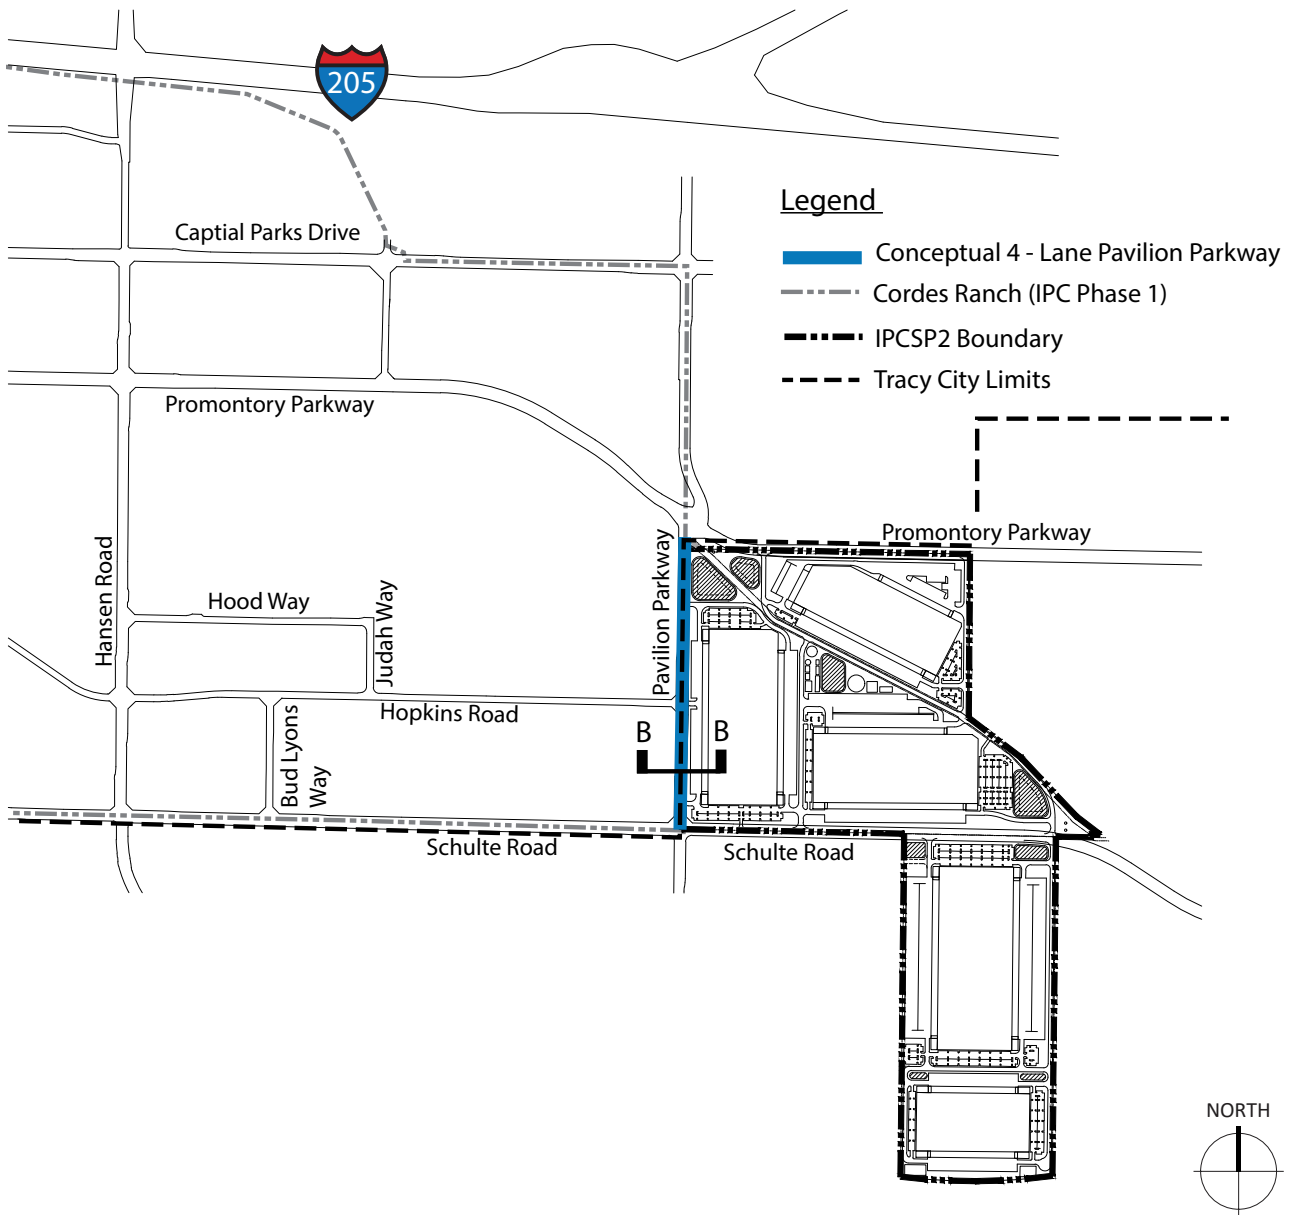 205
Legend
Captial Parks Drive
Conceptual 4 - Lane Pavilion Parkway
Cordes Ranch (IPC Phase 1)
IPCSP2 Boundary
Tracy City Limits
Promontory Parkway
Promontory Parkway
Hansen Road
Hood Way
Judah Way
Pavilion Parkway
Hopkins Road
Bud Lyons
Way
B
B
Schulte Road
Schulte Road
NORTH